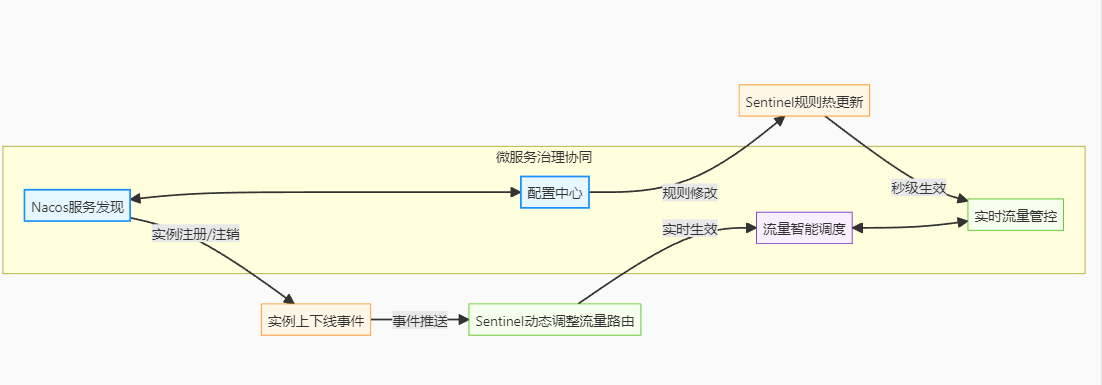 Sentinel规则热更新
微服务治理协同
Nacos服务发现
配置中心
规则修改
秒级生效
实时流量管控
实例注册/注销
实时生效
流量智能调度
实例上下线事件
事件推送
Sentinel动态调整流量路由